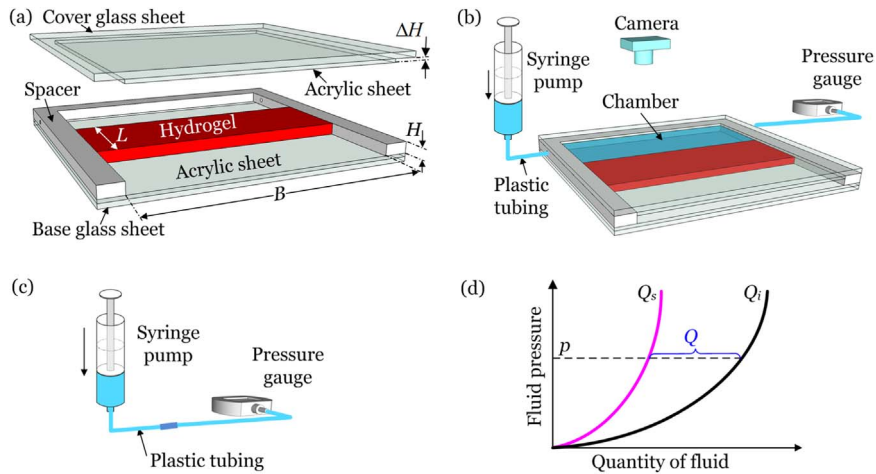 (a)
Cover glass sheet
ΔH
Acrylic sheet
Spacer
L
Hydrogel
H
Acrylic sheet
B
Base glass sheet
(b)
Camera
Syringe
pump
Pressure
gauge
Chamber
Plastic
tubing
(c)
Syringe
pump
Pressure
gauge
Plastic tubing
(d)
Qs
Qi
Q
p
Fluid pressure
Quantity of fluid